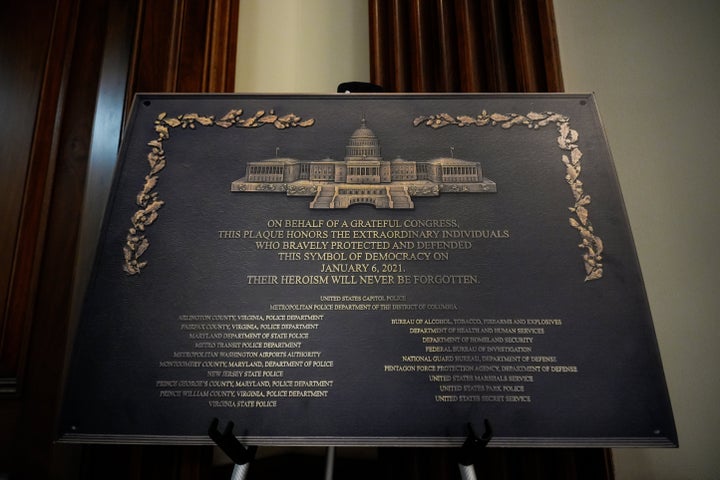 ON BEHALF OF A GRATEFUL CONGRESS,
THIS PLAQUE HONORS THE EXTRAORDINARY INDIVIDUALS
WHO BRAVELY PROTECTED AND DEFENDED
THIS SYMBOL OF DEMOCRACY ON
JANUARY 6, 2021.
THEIR HEROISM WILL NEVER BE FORGOTTEN.
UNITED STATES CAPITOL POLICE
METROPOLITAN POLICE DEPARTMENT OF THE DISTRICT OF COLUMBIA
ARLINGTON COUNTY, VIRGINIA, POLICE DEPARTMENT
FAIRFAX COUNTY, VIRGINIA, POLICE DEPARTMENT
MARYLAND DEPARTMENT OF STATE POLICE
METRO TRANSIT POLICE DEPARTMENT
METROPOLITAN WASHINGTON AIRPORTS AUTHORITY
MONTGOMERY COUNTY, MARYLAND, DEPARTMENT OF POLICE
NEW JERSEY STATE POLICE
PRINCE GEORGE'S COUNTY, MARYLAND, POLICE DEPARTMENT
PRINCE WILLIAM COUNTY, VIRGINIA, POLICE DEPARTMENT
VIRGINIA STATE POLICE
BUREAU OF ALCOHOL, TOBACCO, FIREARMS AND EXPLOSIVES
DEPARTMENT OF HEALTH AND HUMAN SERVICES
DEPARTMENT OF HOMELAND SECURITY
FEDERAL BUREAU OF INVESTIGATION
NATIONAL GUARD BUREAU, DEPARTMENT OF DEFENSE
PENTAGON FORCE PROTECTION AGENCY, DEPARTMENT OF DEFENSE
UNITED STATES MARSHALS SERVICE
UNITED STATES PARK POLICE
UNITED STATES SECRET SERVICE